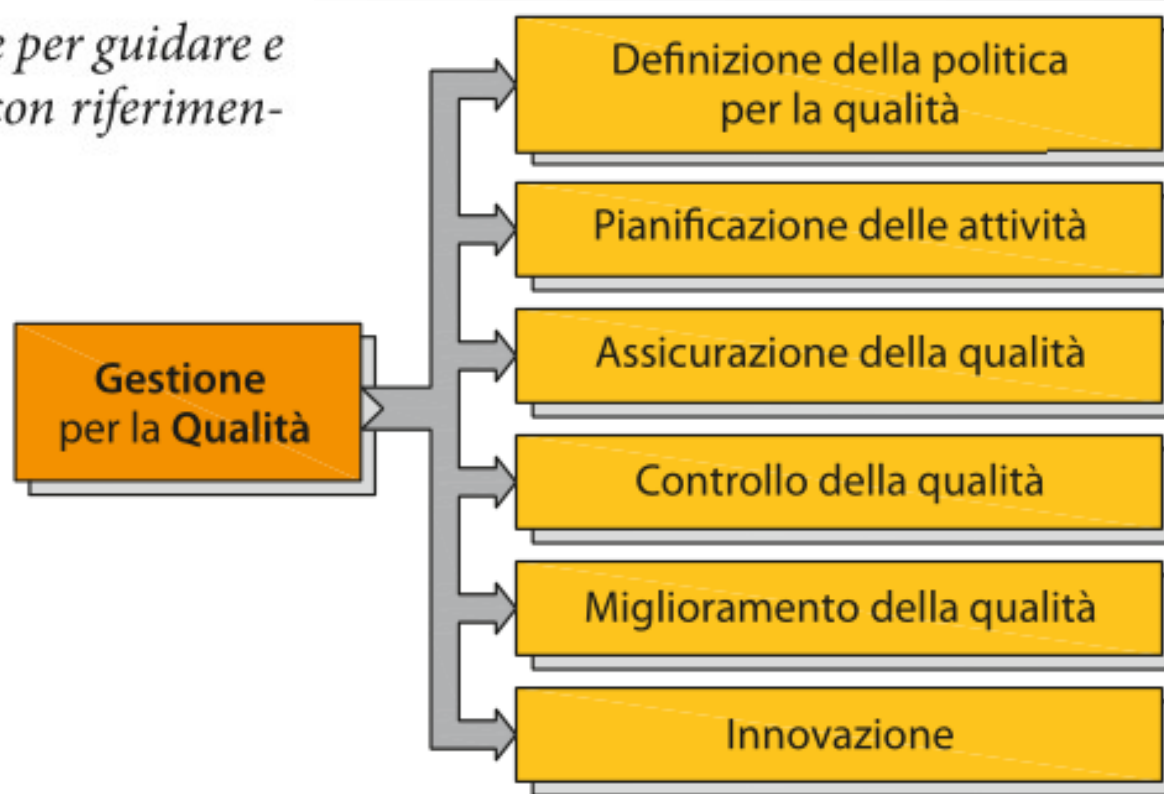 e per guidare e
con riferimen-
Definizione della politica
per la qualità
Pianificazione delle attività
Assicurazione della qualità
Gestione
per la Qualità
Controllo della qualità
Miglioramento della qualità
Innovazione